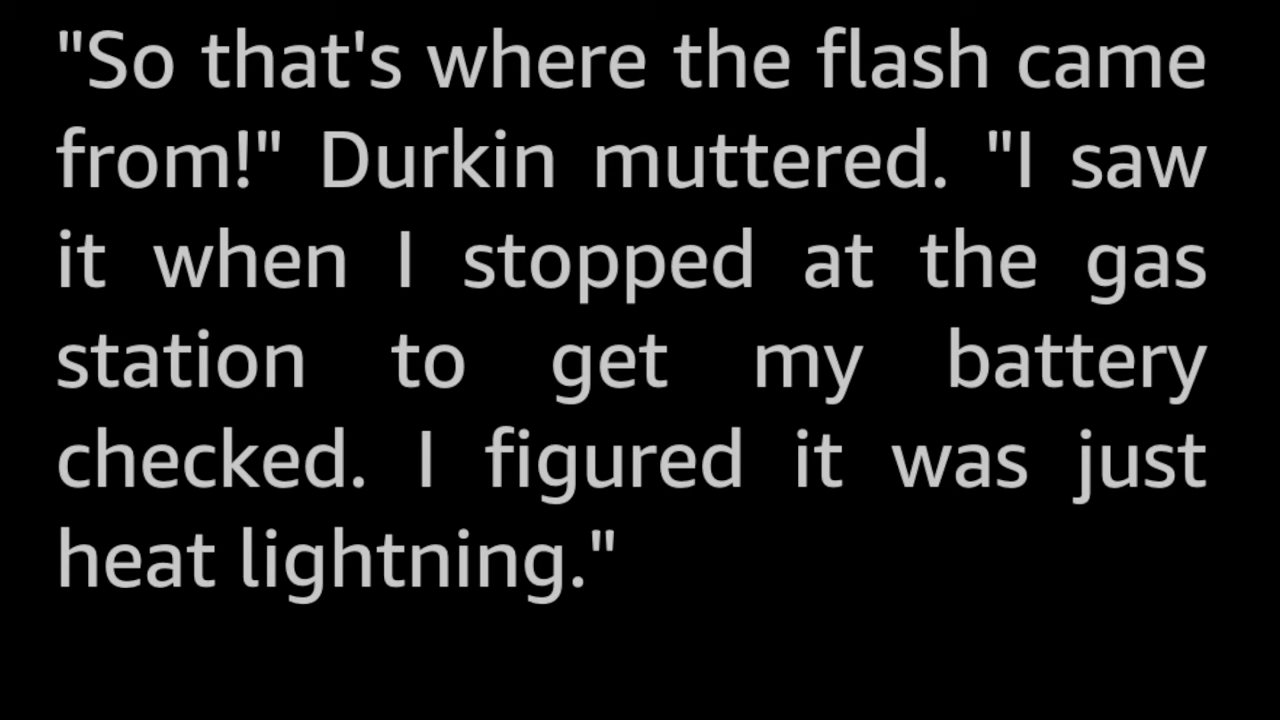 "So that's where the flash came
from!" Durkin muttered. "I saw
it when I stopped at the gas
station to get my battery
checked. I figured it was just
heat lightning."